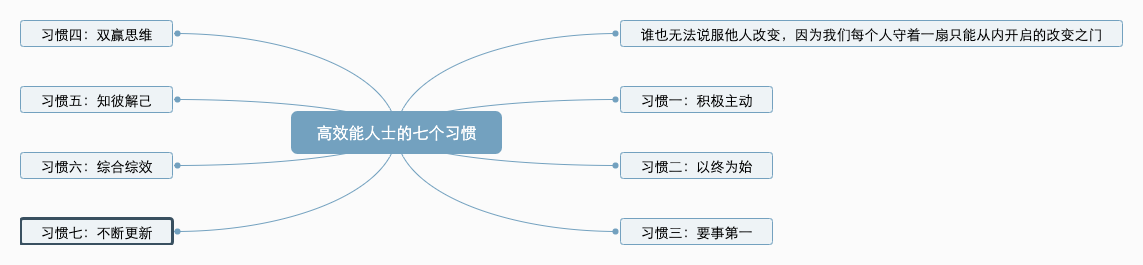 高效能人士的七个习惯
谁也无法说服他人改变，因为我们每个人守着一扇只能从内开启的改变之门
习惯一：积极主动
习惯二：以终为始
习惯三：要事第一
习惯四：双赢思维
习惯五：知彼解己
习惯六：综合综效
习惯七：不断更新